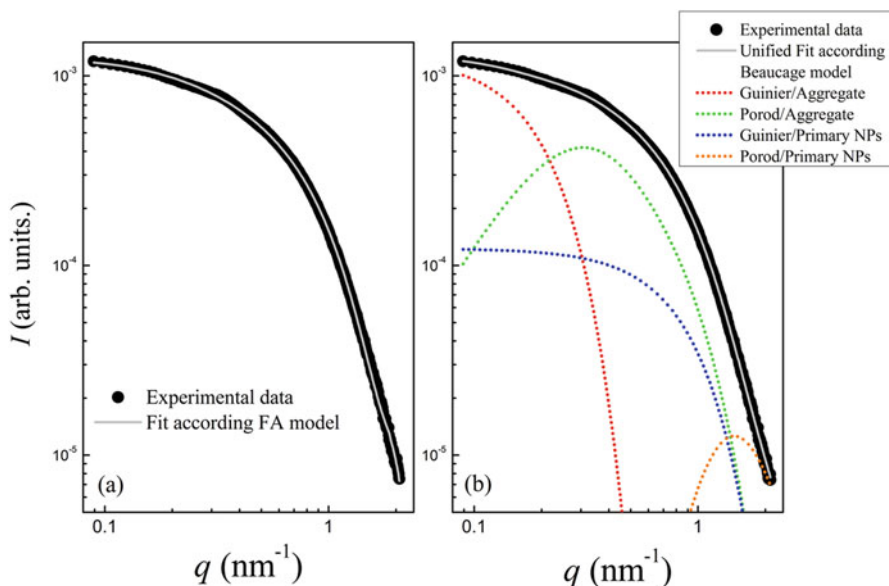 10⁻³
10⁻⁴
10⁻⁵
I (arb. units.)
Experimental data
Fit according FA model
(a)
0.1
1
q (nm⁻¹)
Experimental data
Unified Fit according
Beaucage model
Guinier/Aggregate
Porod/Aggregate
Guinier/Primary NPs
Porod/Primary NPs
10⁻³
10⁻⁴
10⁻⁵
(b)
0.1
1
q (nm⁻¹)